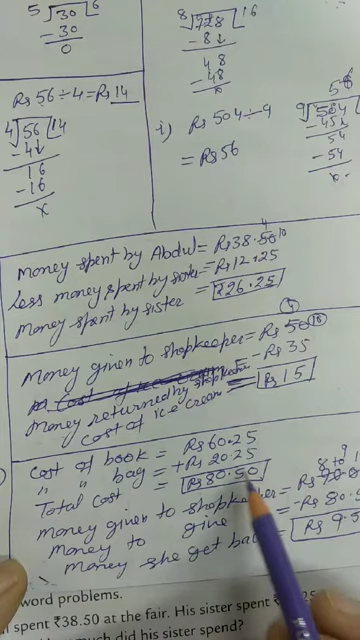 5 30 6
-30
0
8 728 16
-8↓
48
-48
x
Rs 56 ÷ 4 = Rs 14
4 56 14
-4↓
16
-16
x
i) Rs 504 ÷ 9
= Rs 56
56
9 504
-45↓
54
-54
x
Money spent by Abdul = Rs 38.50
Less money spent by sister = Rs 12.25
Money spent by sister = ₹26.25
Money given to shopkeeper = Rs 50
Money returned by shopkeeper = - Rs 35
Cost of ice cream = Rs 15
Cost of book = Rs 60.25
" " bag = + Rs 20.25
Total cost = Rs 80.50
Money given to shopkeeper = Rs
Money to give = - Rs 80.
Money she get = Rs 9.5
word problems.
spent ₹38.50 at the fair. His sister spent
much did his sister spend?